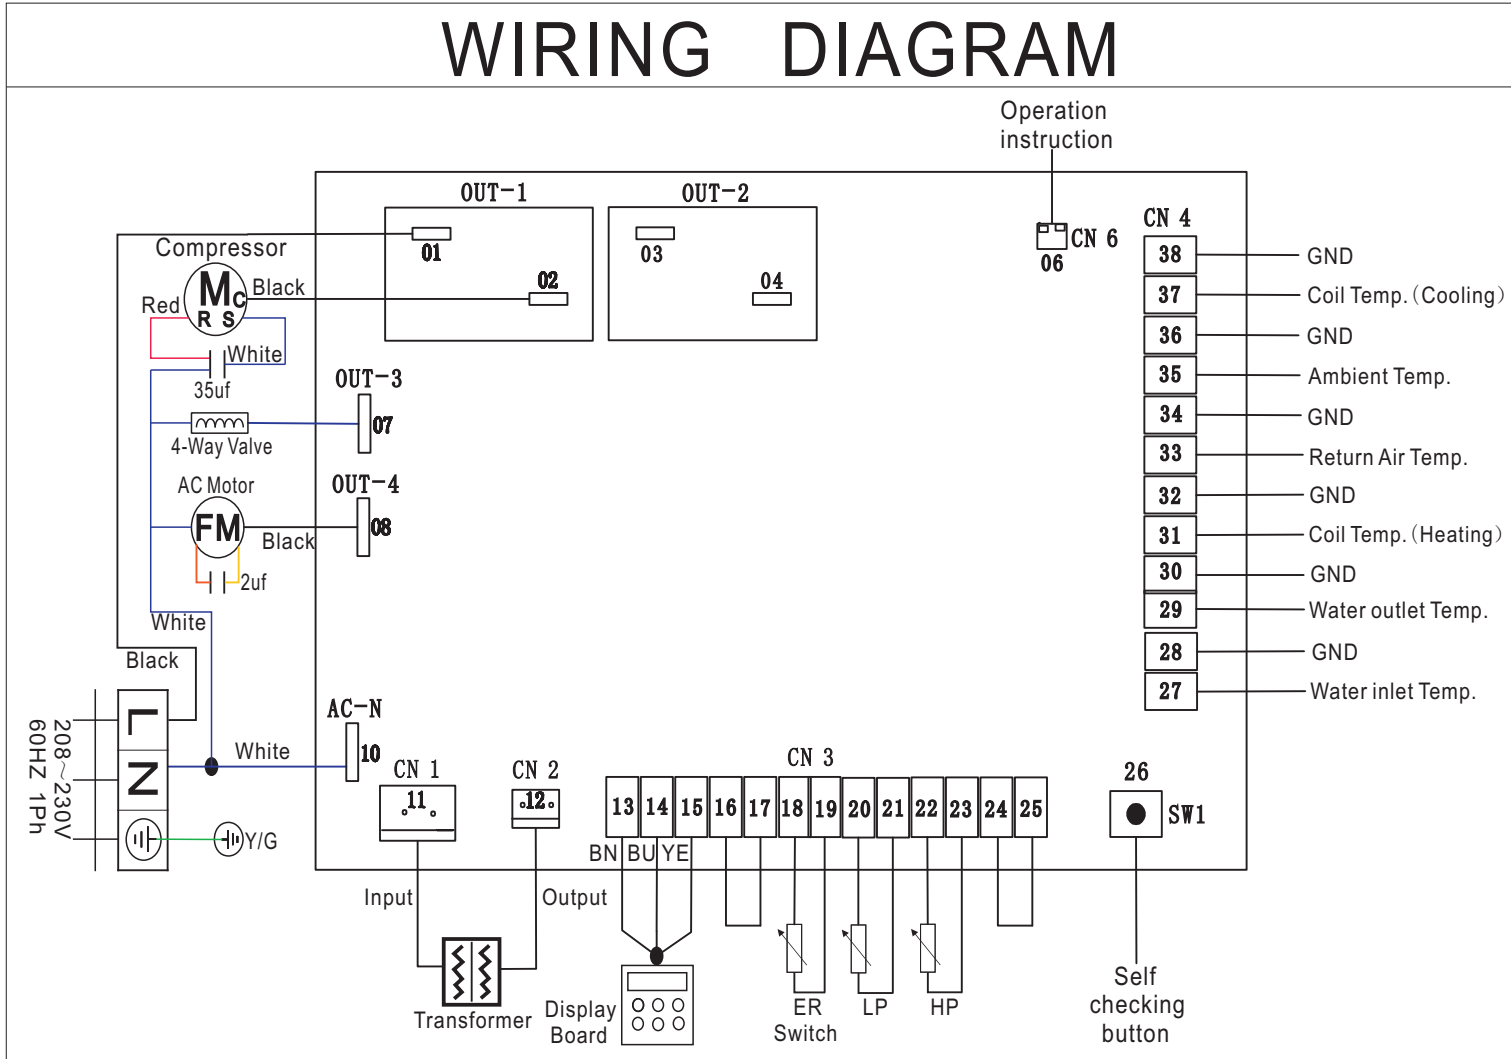 WIRING DIAGRAM
Operation
instruction
OUT-1
OUT-2
01
02
03
04
CN 6
06
CN 4
38
GND
37
Coil Temp.(Cooling)
36
GND
35
Ambient Temp.
34
GND
33
Return Air Temp.
32
GND
31
Coil Temp.(Heating)
30
GND
29
Water outlet Temp.
28
GND
27
Water inlet Temp.
Compressor
M C
R S
Red
Black
White
35uf
OUT-3
07
4-Way Valve
AC Motor
FM
OUT-4
08
Black
2uf
White
Black
L
N
208~230V
60HZ 1Ph
Y/G
White
AC-N
10
CN 1
11
CN 2
12
Input
Output
Transformer
CN 3
13 14 15 16 17 18 19 20 21 22 23 24 25
BN BU YE
Display
Board
ER
Switch
LP
HP
26
SW1
Self
checking
button